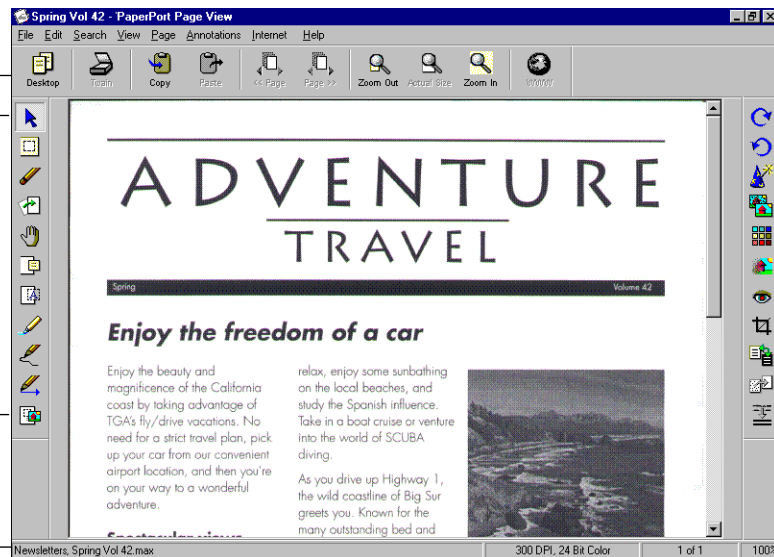 Spring Vol 42 - 'PaperPort Page View
File Edit Search View Page Annotations Internet Help
Desktop Train Copy Paste << Page Page >> Zoom Out Actual Size Zoom In WWW
ADVENTURE
TRAVEL
Spring Volume 42
Enjoy the freedom of a car
Enjoy the beauty and
magnificence of the California
coast by taking advantage of
TGA's fly/drive vacations. No
need for a strict travel plan, pick
up your car from our convenient
airport location, and then you're
on your way to a wonderful
adventure.
Spectacular views
relax, enjoy some sunbathing
on the local beaches, and
study the Spanish influence.
Take in a boat cruise or venture
into the world of SCUBA
diving.
As you drive up Highway 1,
the wild coastline of Big Sur
greets you. Known for the
many outstanding bed and
Newsletters, Spring Vol 42.max 300 DPI, 24 Bit Color 1 of 1 100%